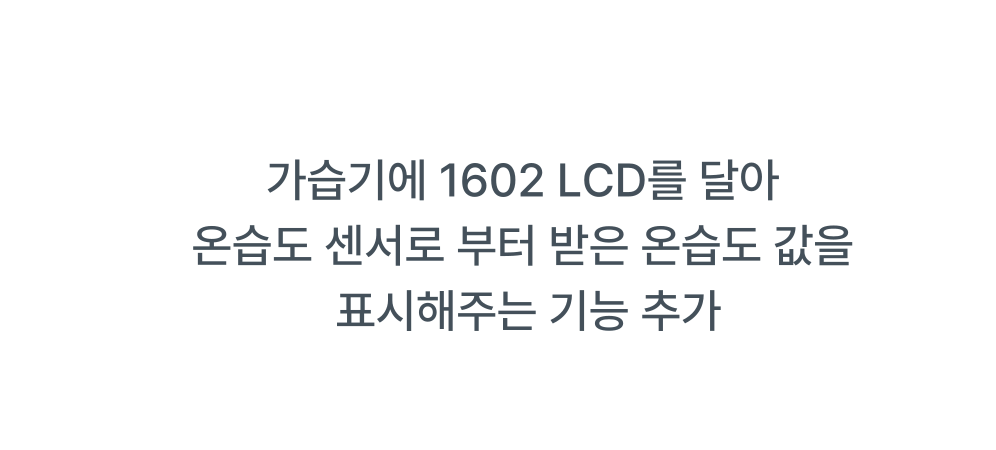 가습기에 1602 LCD를 달아
온습도 센서로 부터 받은 온습도 값을
표시해주는 기능 추가